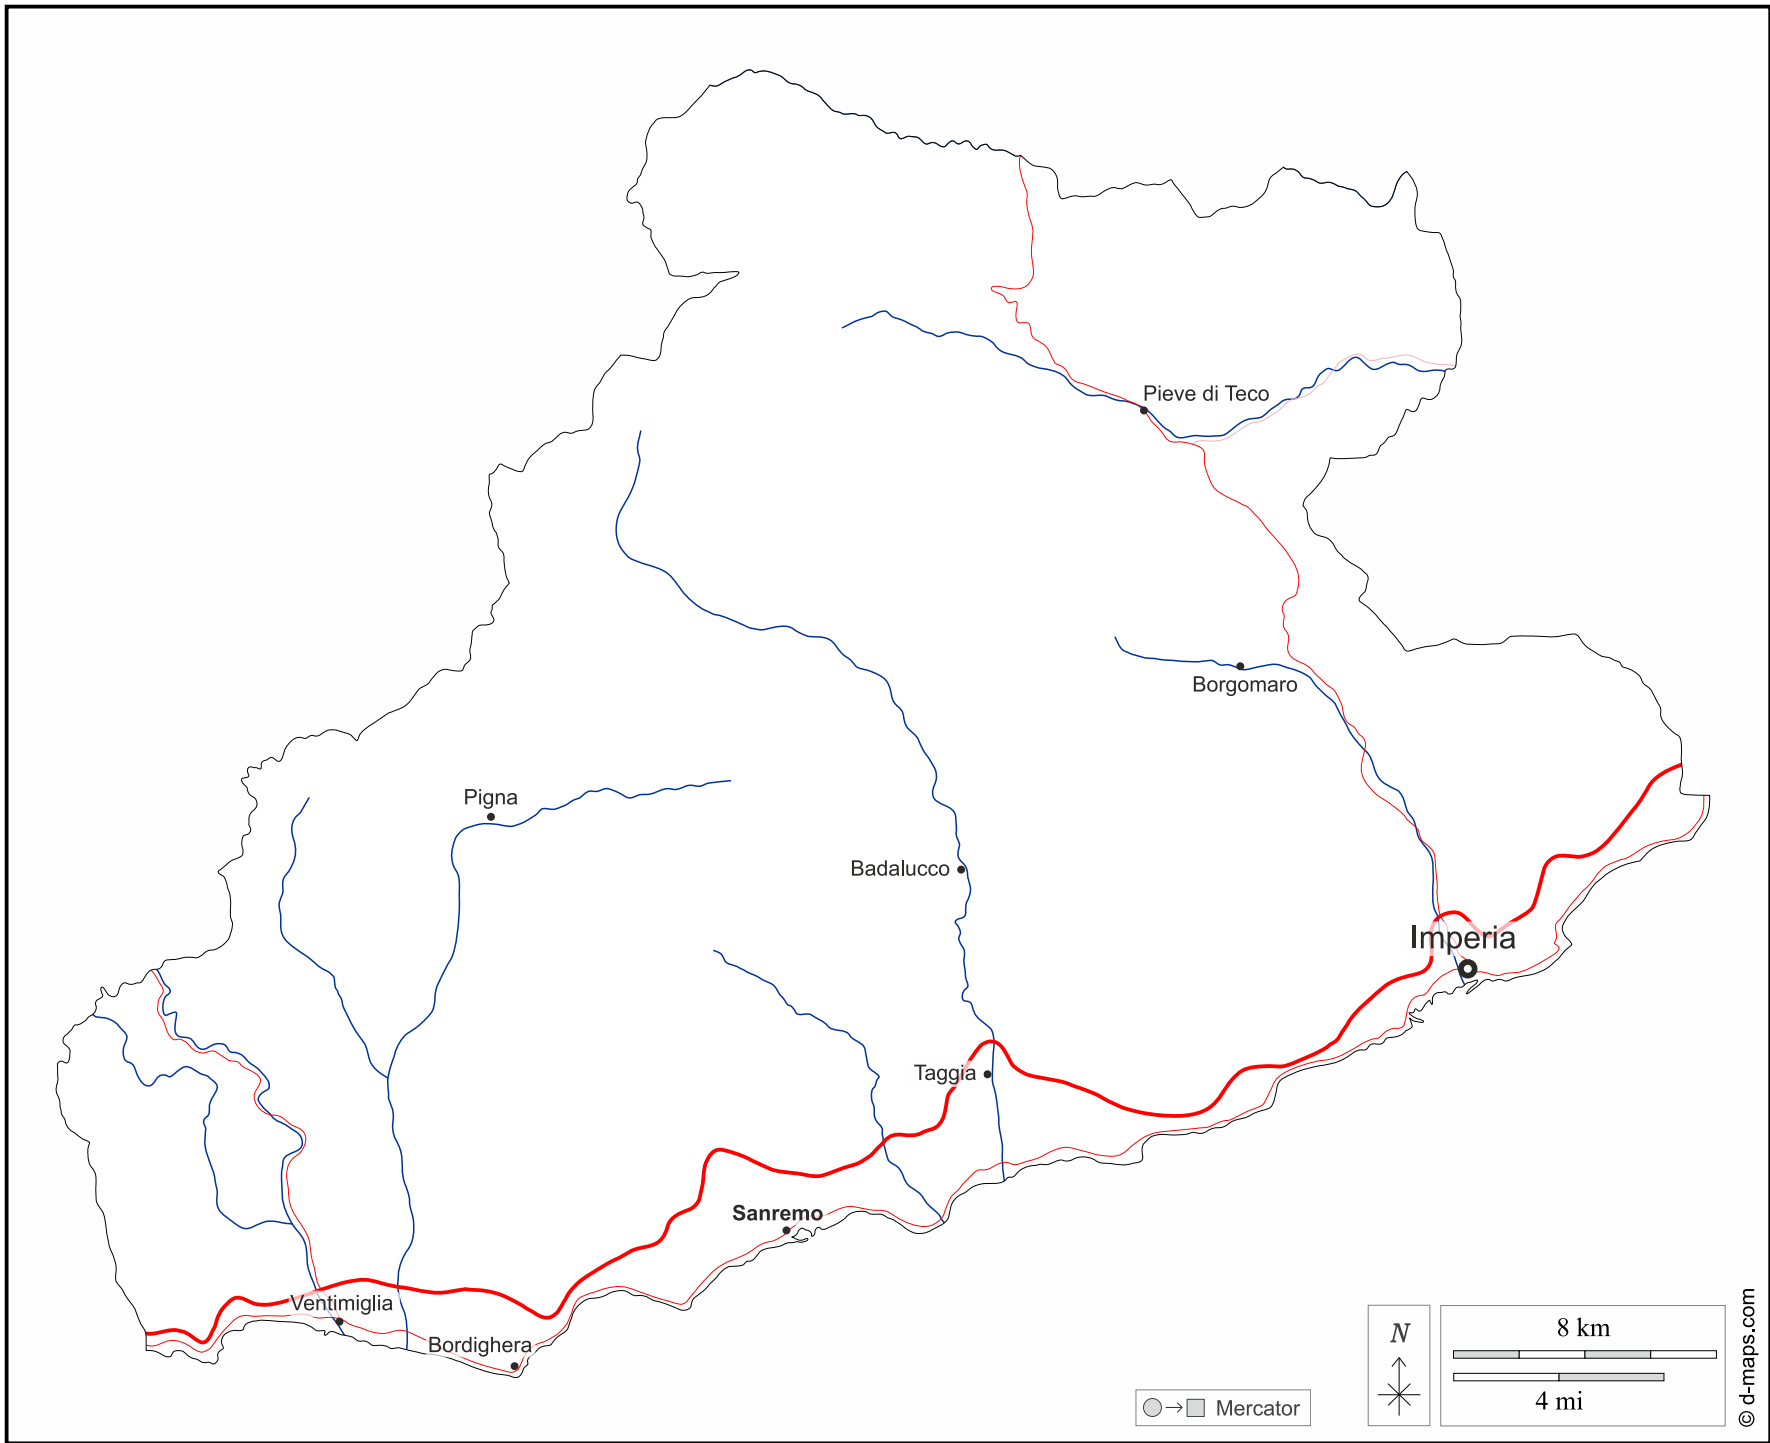 Pieve di Teco
Borgomaro
Pigna
Badalucco
Imperia
Taggia
Sanremo
Ventimiglia
Bordighera
N
8 km
4 mi
Mercator
© d-maps.com